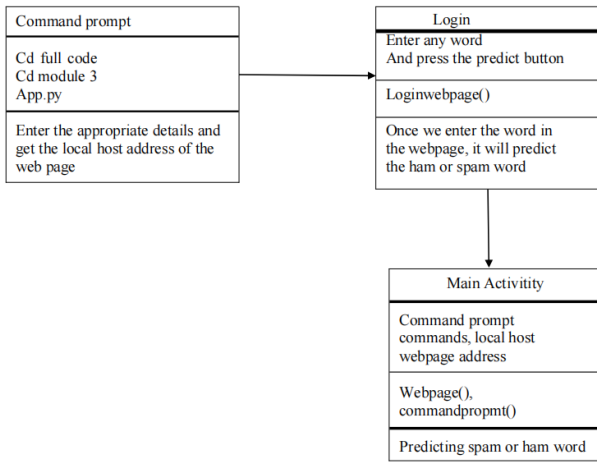 Command prompt
Cd full code
Cd module 3
App.py
Enter the appropriate details and
get the local host address of the
web page
Login
Enter any word
And press the predict button
Loginwebpage()
Once we enter the word in
the webpage, it will predict
the ham or spam word
Main Activitity
Command prompt
commands, local host
webpage address
Webpage(),
commandpropmt()
Predicting spam or ham word